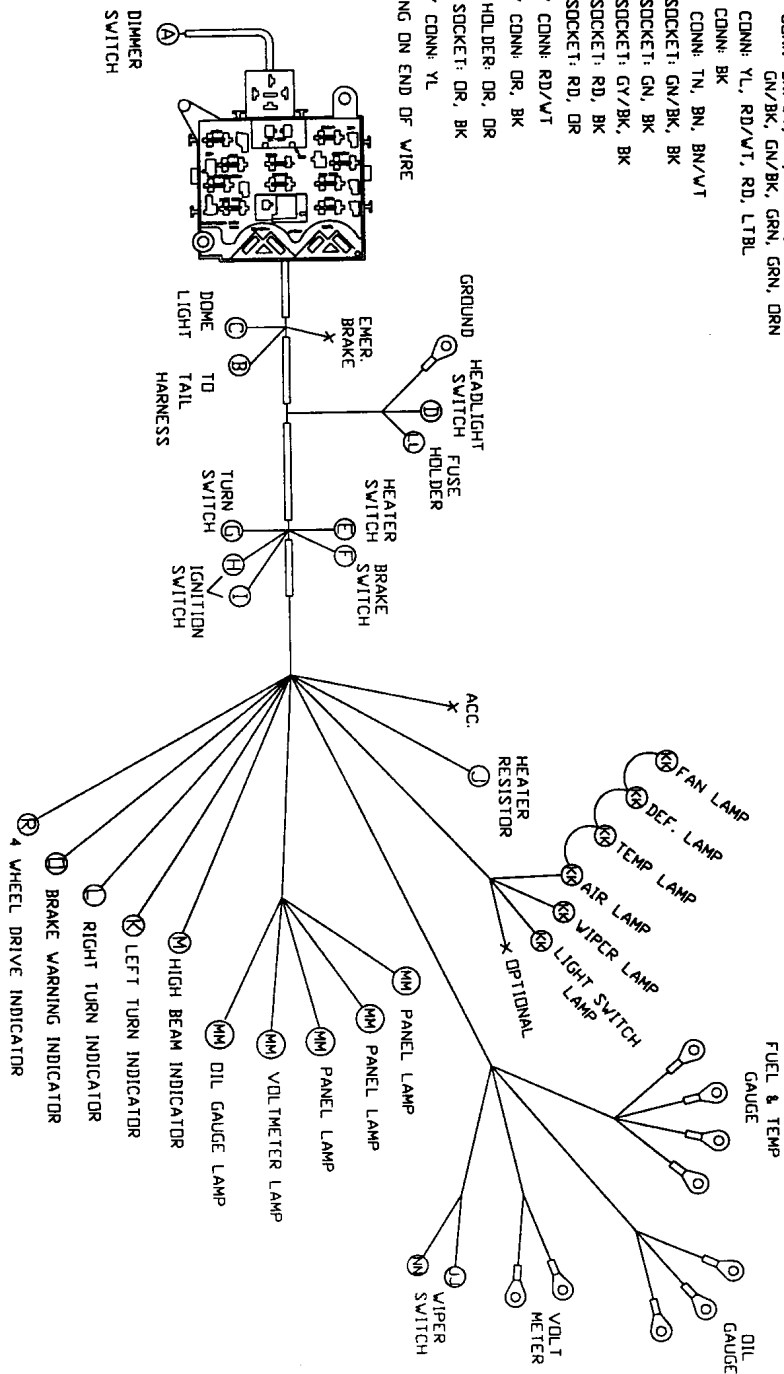 GN/BK, GN/BK, GRN, GRN, ORN
CONN: YL, RD/WT, RD, LTBL
CONN: BK
CONN: TN, BN, BN/WT
SOCKET: GN/BK, BK
SOCKET: GN, BK
SOCKET: GY/BK, BK
SOCKET: RD, BK
SOCKET: RD, OR
CONN: RD/WT
CONN: OR, BK
HOLDER: OR, OR
SOCKET: OR, BK
CONN: YL
NG ON END OF WIRE
A
DIMMER
SWITCH
EMER.
BRAKE
C
DOME
LIGHT
B
TO
TAIL
HARNESS
GROUND
D
HEADLIGHT
SWITCH
LL
FUSE
HOLDER
E
HEATER
SWITCH
F
BRAKE
SWITCH
G
TURN
SWITCH
H
I
IGNITION
SWITCH
ACC.
J
HEATER
RESISTOR
KK FAN LAMP
KK DEF. LAMP
KK TEMP LAMP
KK AIR LAMP
KK WIPER LAMP
KK LIGHT SWITCH
LAMP
OPTIONAL
FUEL & TEMP
GAUGE
OIL
GAUGE
VOLT
METER
JJ
NN
WIPER
SWITCH
MM PANEL LAMP
MM PANEL LAMP
MM PANEL LAMP
MM VOLTMETER LAMP
MM OIL GAUGE LAMP
M HIGH BEAM INDICATOR
K LEFT TURN INDICATOR
L RIGHT TURN INDICATOR
BRAKE WARNING INDICATOR
R 4 WHEEL DRIVE INDICATOR